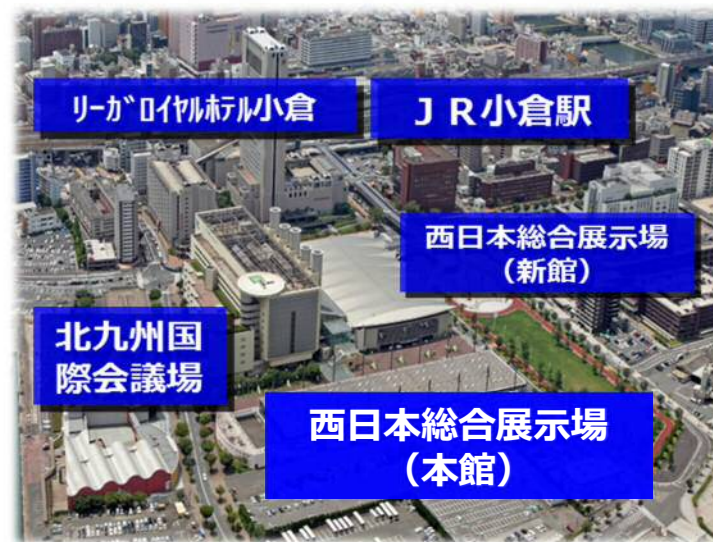 リーガロイヤルホテル小倉
ＪＲ小倉駅
西日本総合展示場
（新館）
北九州国
際会議場
西日本総合展示場
（本館）